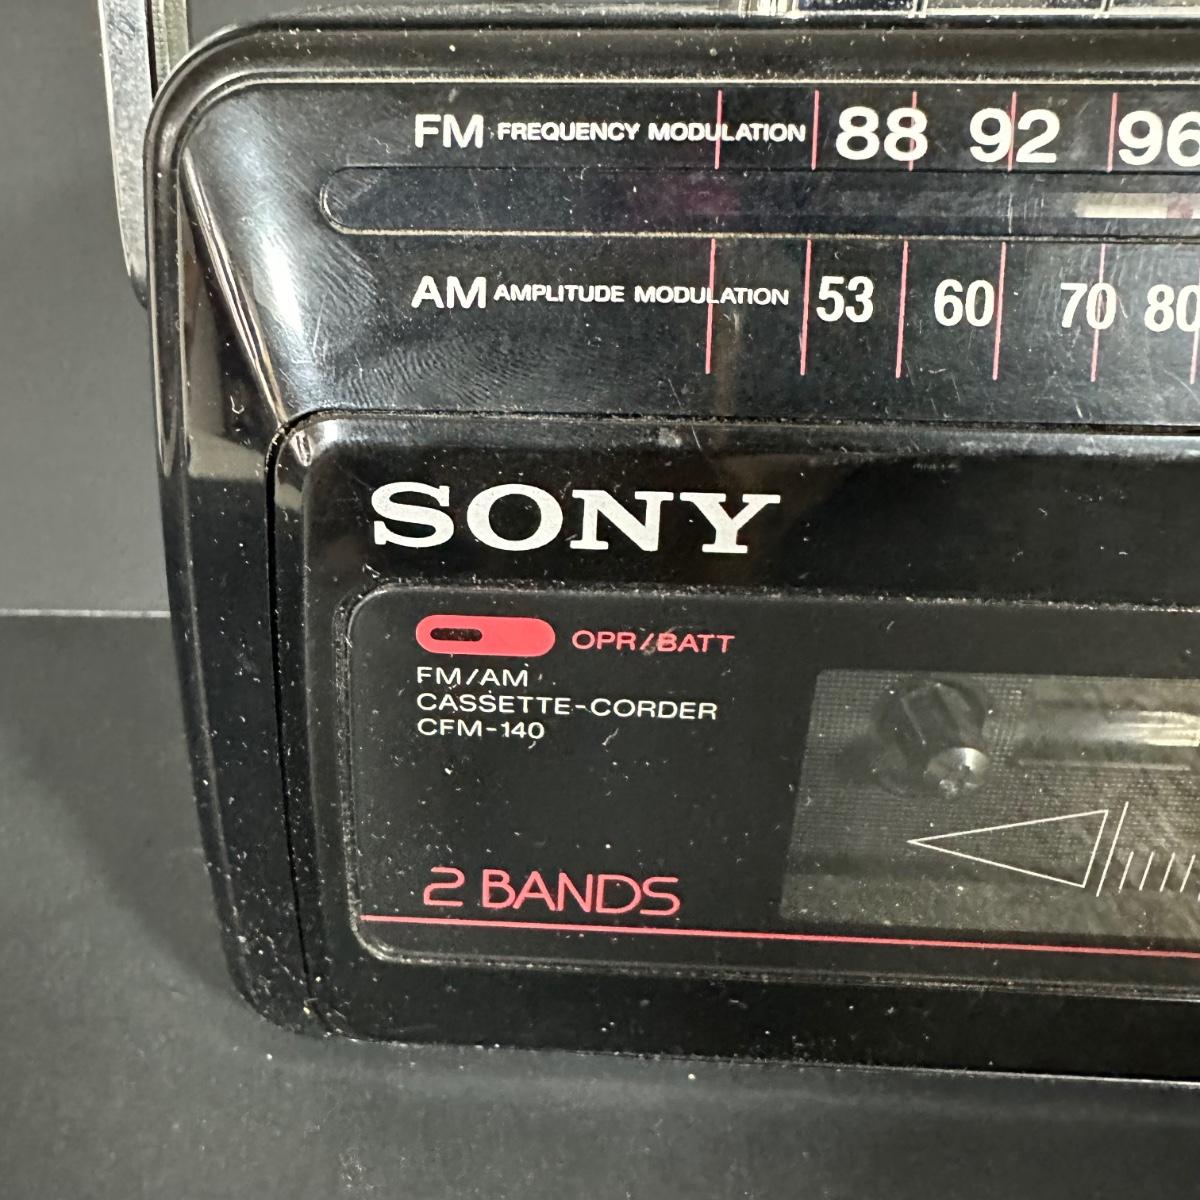 FM FREQUENCY MODULATION 88 92 96
AM AMPLITUDE MODULATION 53 60 70 80
SONY
OPR/BATT
FM/AM
CASSETTE-CORDER
CFM-140
2 BANDS